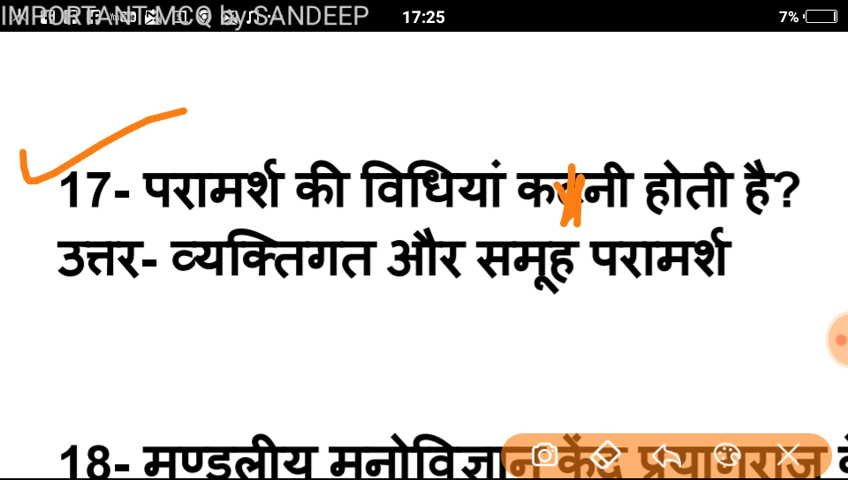 IMPORTANT MCQ by SANDEEP
17:25
7%
17- परामर्श की विधियां कनी होती है?
उत्तर- व्यक्तिगत और समूह परामर्श
18- मण्डलीय मनोविज्ञान केंद्र प्रयागराज